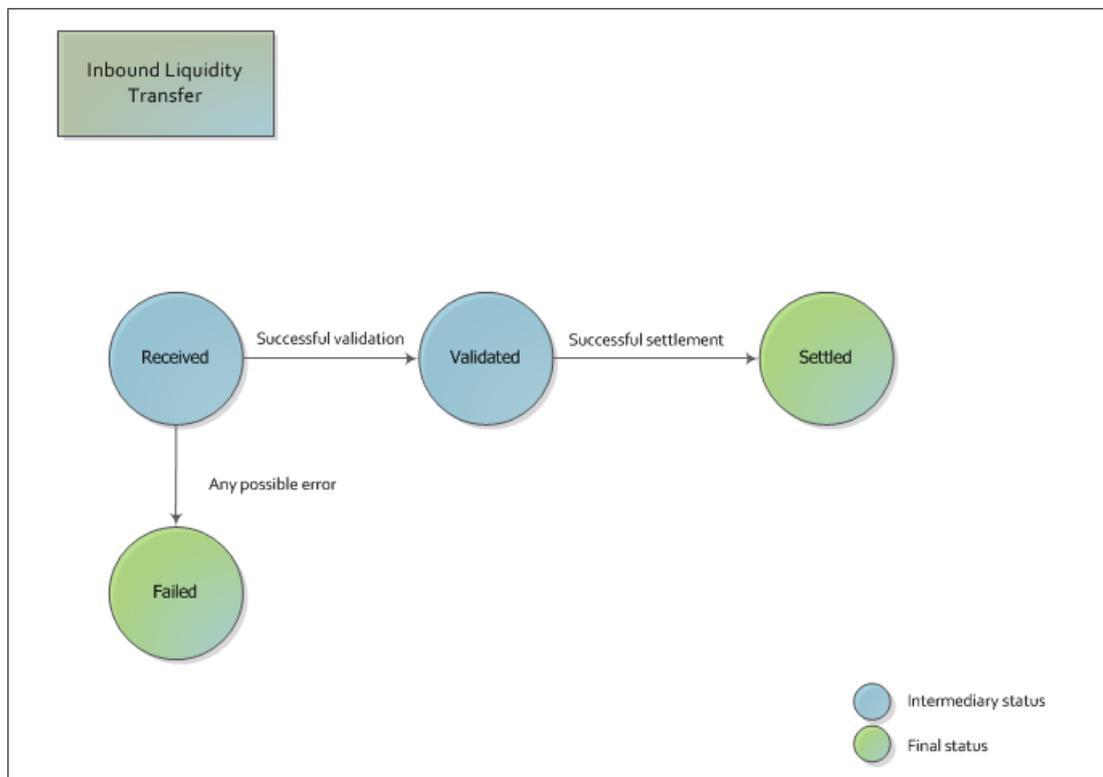 Inbound Liquidity
Transfer
Received
Successful validation
Validated
Successful settlement
Settled
Any possible error
Failed
Intermediary status
Final status